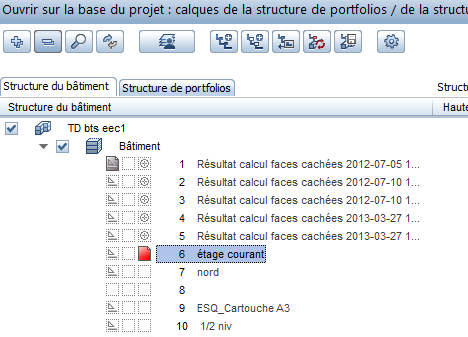 Ouvrir sur la base du projet : calques de la structure de portfolios / de la structu
Structure du bâtiment
Structure de portfolios
Structu
Structure du bâtiment
Haute
TD bts eec1
Bâtiment
1 Résultat calcul faces cachées 2012-07-05 1...
2 Résultat calcul faces cachées 2012-07-10 1...
3 Résultat calcul faces cachées 2012-07-10 1...
4 Résultat calcul faces cachées 2013-03-27 1...
5 Résultat calcul faces cachées 2013-03-27 1...
6 étage courant
7 nord
8
9 ESQ_Cartouche A3
10 1/2 niv